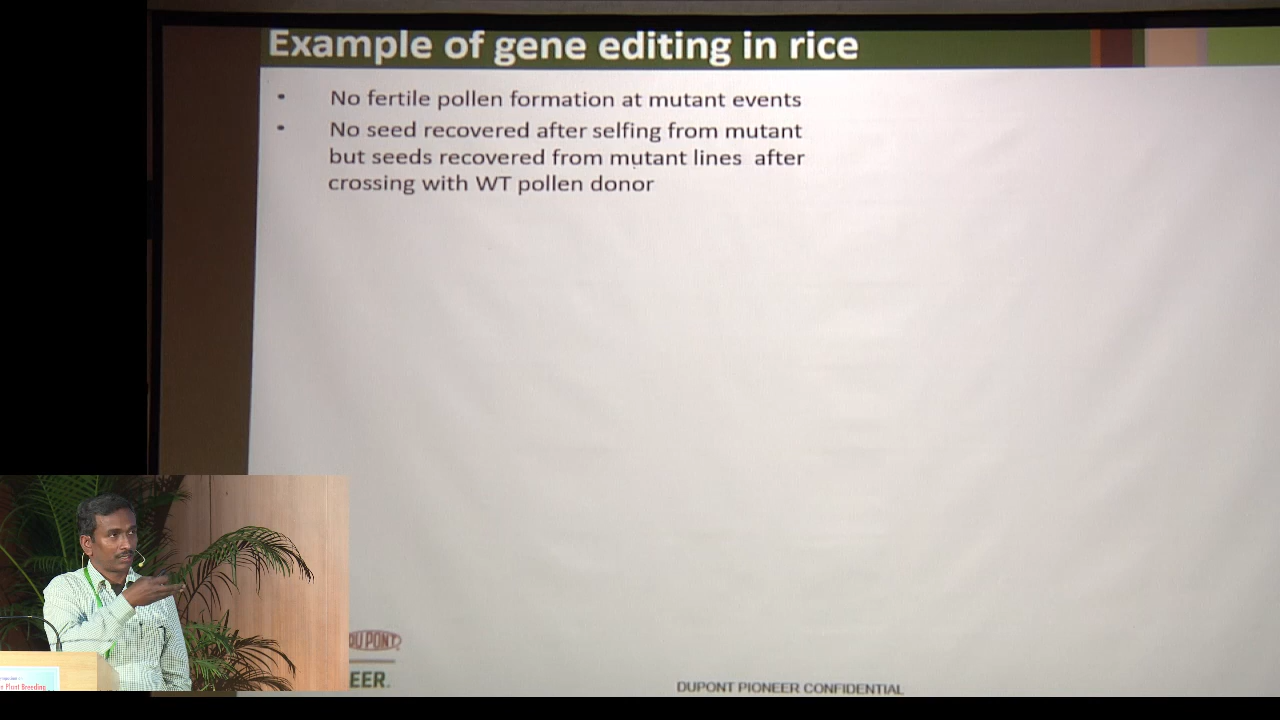 Example of gene editing in rice
• No fertile pollen formation at mutant events
• No seed recovered after selfing from mutant
but seeds recovered from mutant lines after
crossing with WT pollen donor
DU PONT
EER.
DUPONT PIONEER CONFIDENTIAL
Plant Breeding